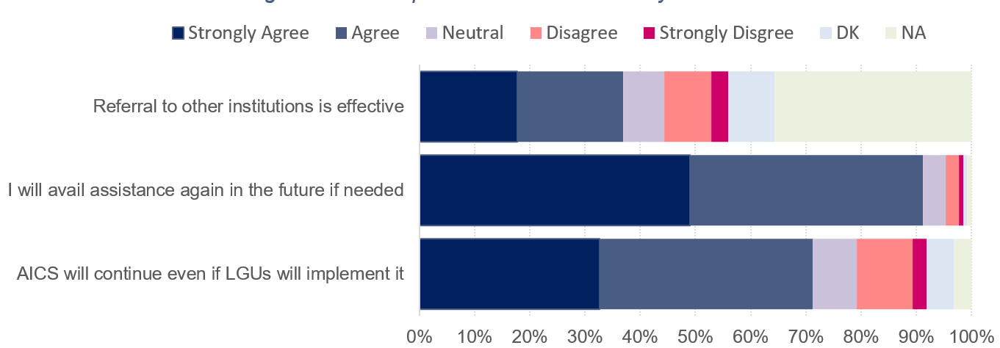 Strongly Agree Agree Neutral Disagree Strongly Disgree DK NA
Referral to other institutions is effective
I will avail assistance again in the future if needed
AICS will continue even if LGUs will implement it
0% 10% 20% 30% 40% 50% 60% 70% 80% 90% 100%